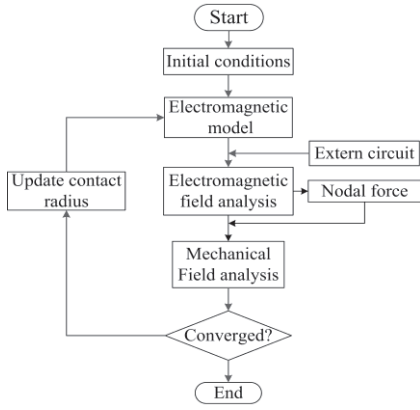 Start
Initial conditions
Electromagnetic
model
Extern circuit
Electromagnetic
field analysis
Nodal force
Update contact
radius
Mechanical
Field analysis
Converged?
End